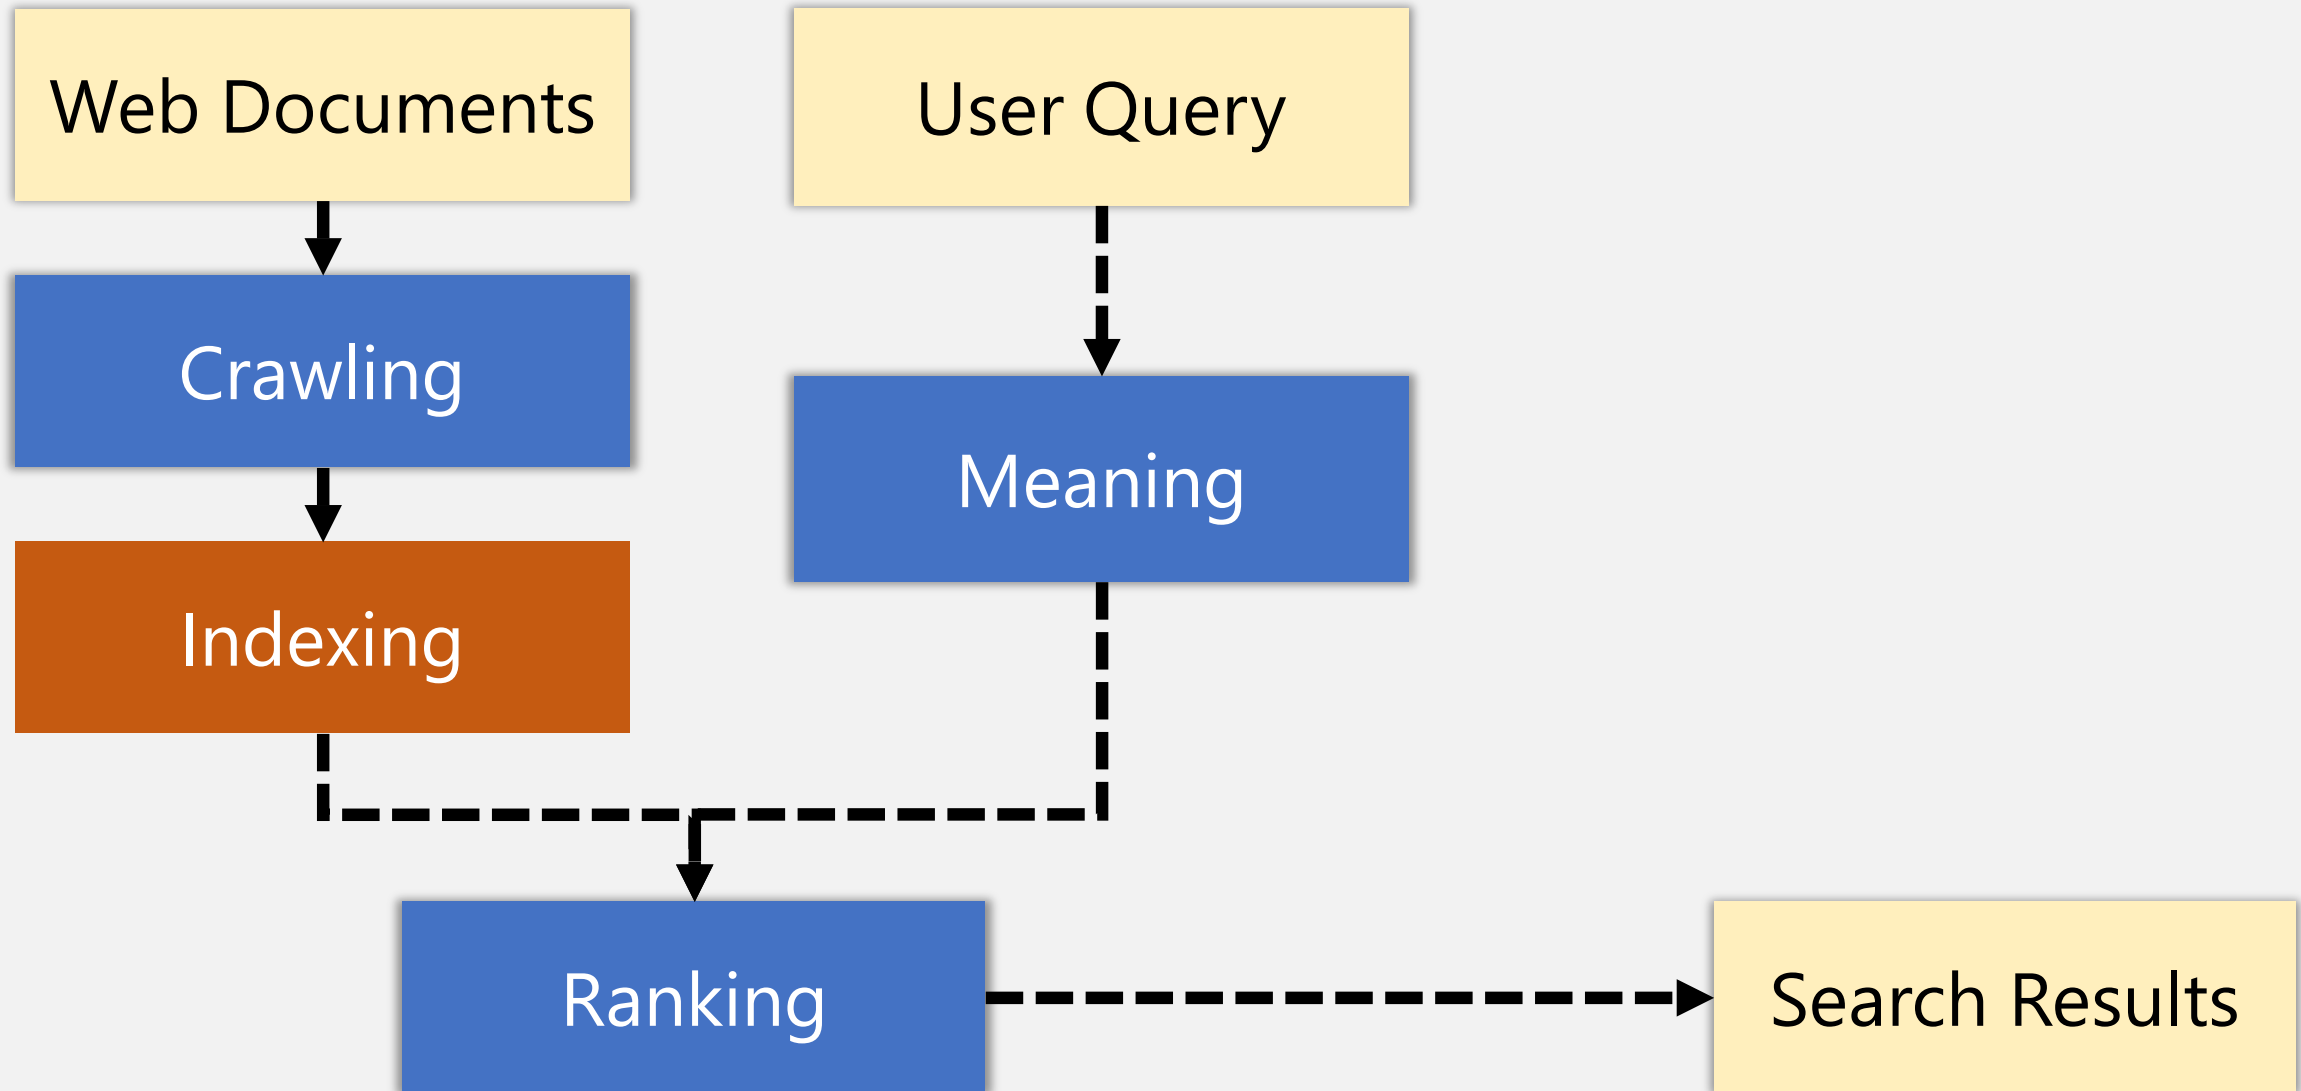 Web Documents
User Query
Crawling
Meaning
Indexing
Ranking
Search Results